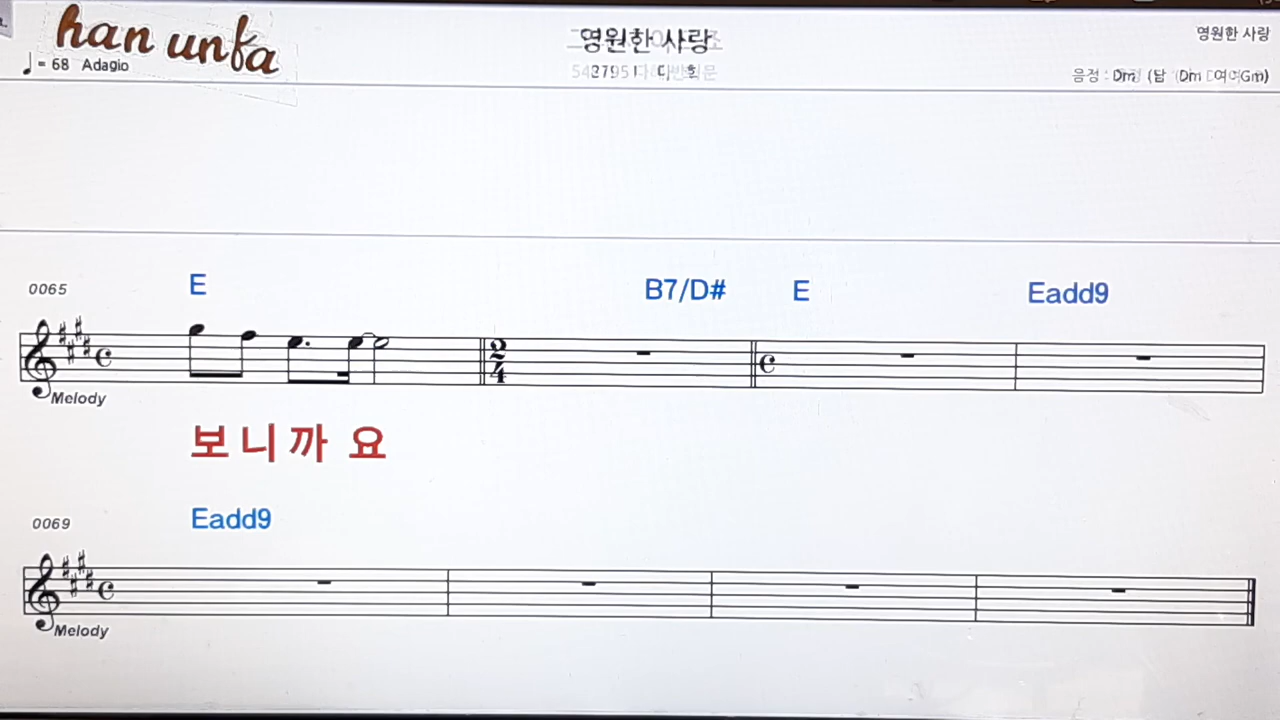 han unfa
♩= 68 Adagio
영원한 사랑
영원한 사랑
0065
E
B7/D#
E
Eadd9
c
2
4
c
Melody
보니까 요
0069
Eadd9
c
Melody